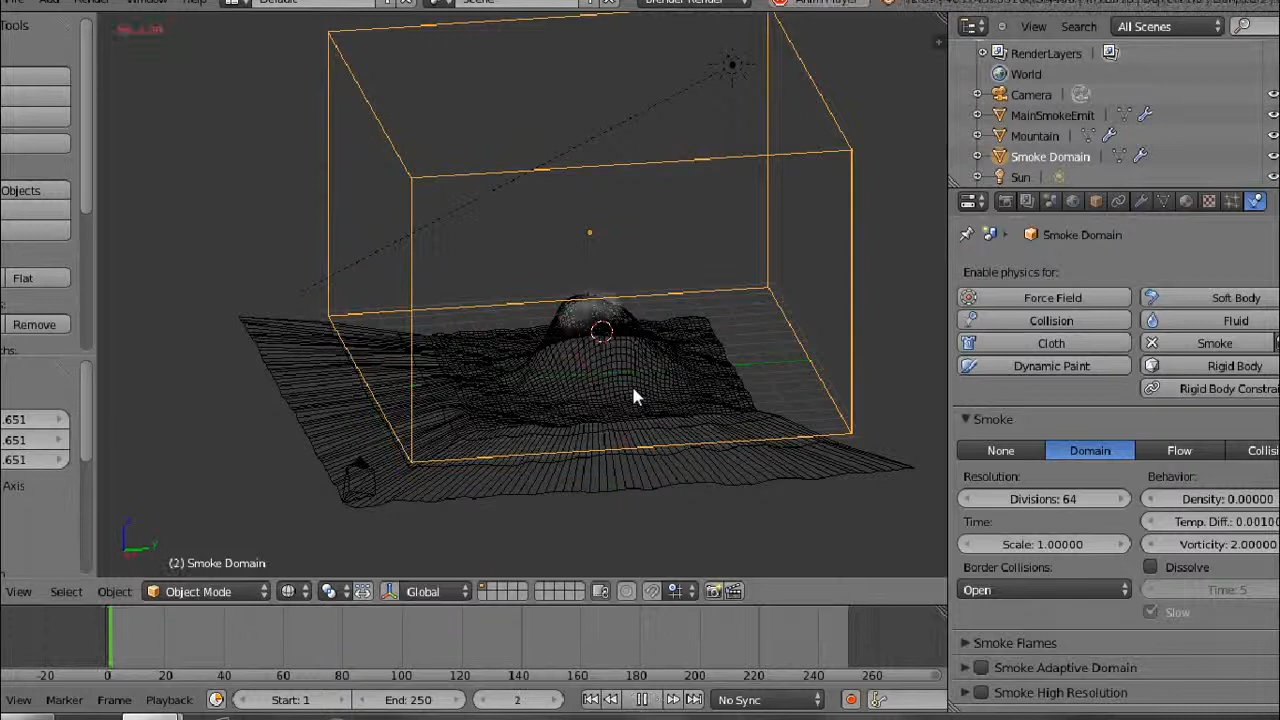 Default
Scene
Blender Render
Tools
View Search All Scenes
RenderLayers
World
Camera
MainSmokeEmit
Mountain
Smoke Domain
Sun
Smoke Domain
Enable physics for:
Force Field Soft Body
Collision Fluid
Cloth Smoke
Dynamic Paint Rigid Body
Rigid Body Constra
Smoke
None Domain Flow Collisi
Resolution: Behavior:
Divisions: 64 Density: 0.00000
Time: Temp. Diff.: 0.00100
Scale: 1.00000 Vorticity: 2.00000
Border Collisions: Dissolve
Open Time: 5
Slow
Smoke Flames
Smoke Adaptive Domain
Smoke High Resolution
Objects
Flat
Remove
.651
.651
.651
Axis
z
y
(2) Smoke Domain
View Select Object Object Mode Global
-20 0 20 40 60 80 100 120 140 160 180 200 220 240 260
View Marker Frame Playback Start: 1 End: 250 2 No Sync